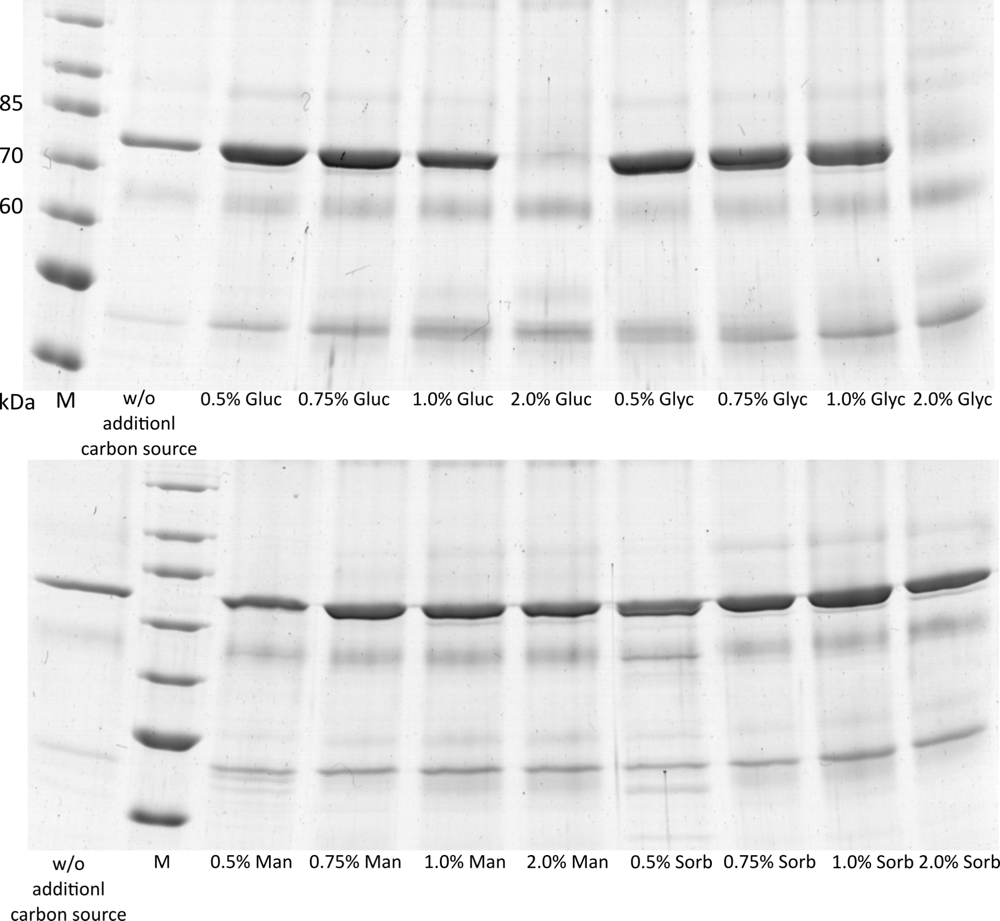 85
70
60
kDa M w/o 0.5% Gluc 0.75% Gluc 1.0% Gluc 2.0% Gluc 0.5% Glyc 0.75% Glyc 1.0% Glyc 2.0% Glyc
additionl
carbon source
w/o M 0.5% Man 0.75% Man 1.0% Man 2.0% Man 0.5% Sorb 0.75% Sorb 1.0% Sorb 2.0% Sorb
additionl
carbon source